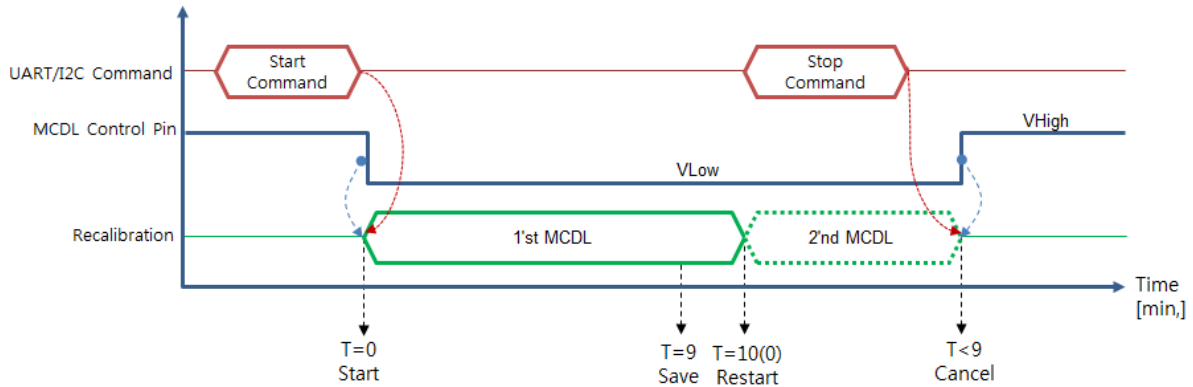 Start
Command
Stop
Command
UART/I2C Command
MCDL Control Pin
VHigh
VLow
Recalibration
1'st MCDL
2'nd MCDL
Time
[min,]
T=0
Start
T=9
Save
T=10(0)
Restart
T<9
Cancel